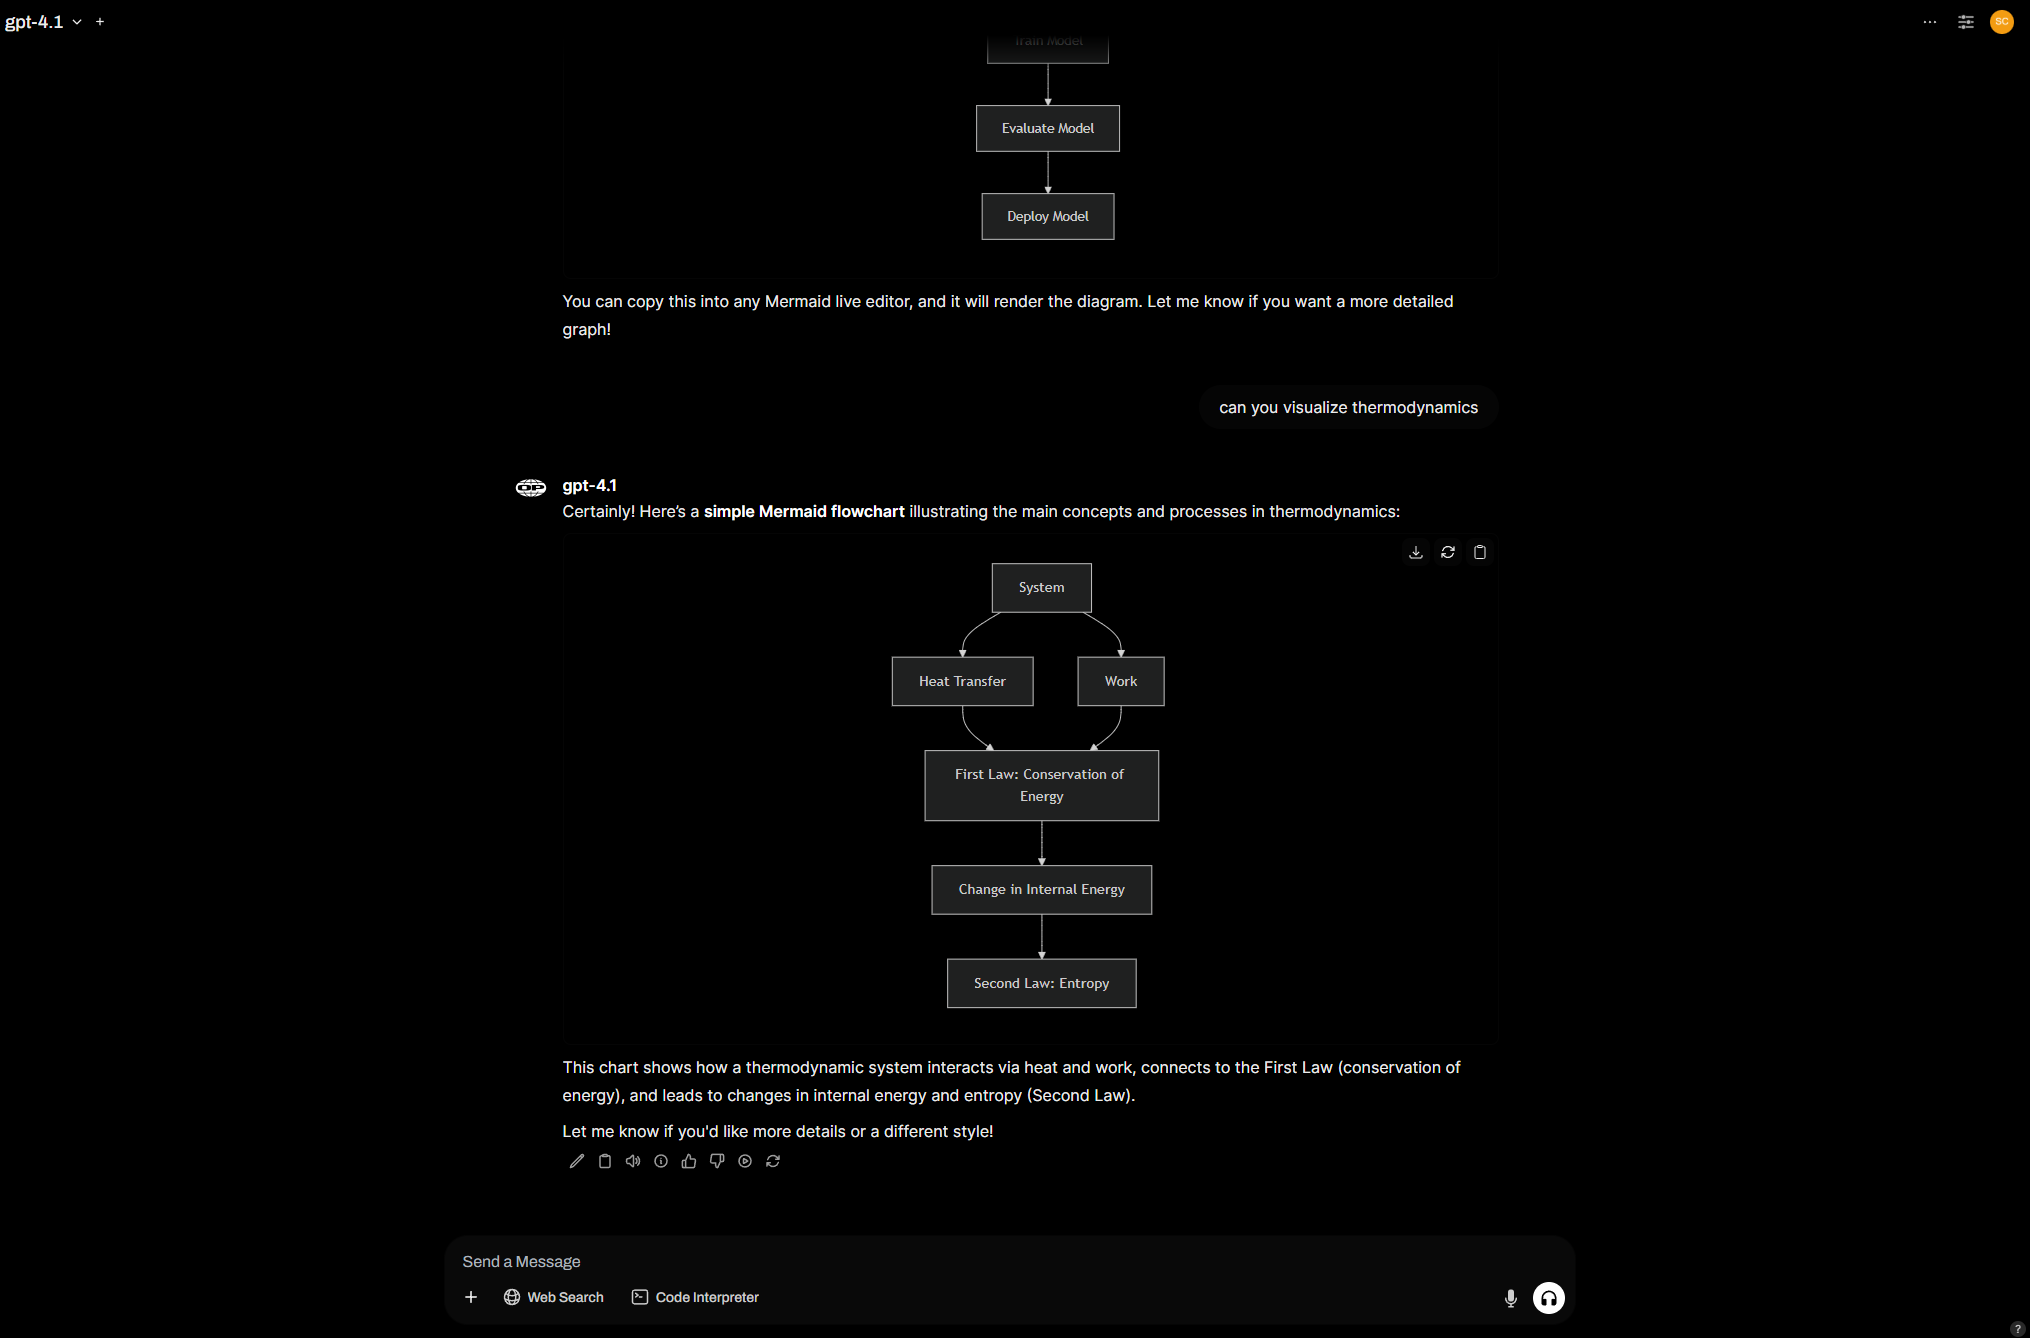 gpt-4.1
SC
Train Model
Evaluate Model
Deploy Model
You can copy this into any Mermaid live editor, and it will render the diagram. Let me know if you want a more detailed
graph!
can you visualize thermodynamics
OP
gpt-4.1
Certainly! Here’s a simple Mermaid flowchart illustrating the main concepts and processes in thermodynamics:
System
Heat Transfer
Work
First Law: Conservation of
Energy
Change in Internal Energy
Second Law: Entropy
This chart shows how a thermodynamic system interacts via heat and work, connects to the First Law (conservation of
energy), and leads to changes in internal energy and entropy (Second Law).
Let me know if you'd like more details or a different style!
Send a Message
Web Search
Code Interpreter
?